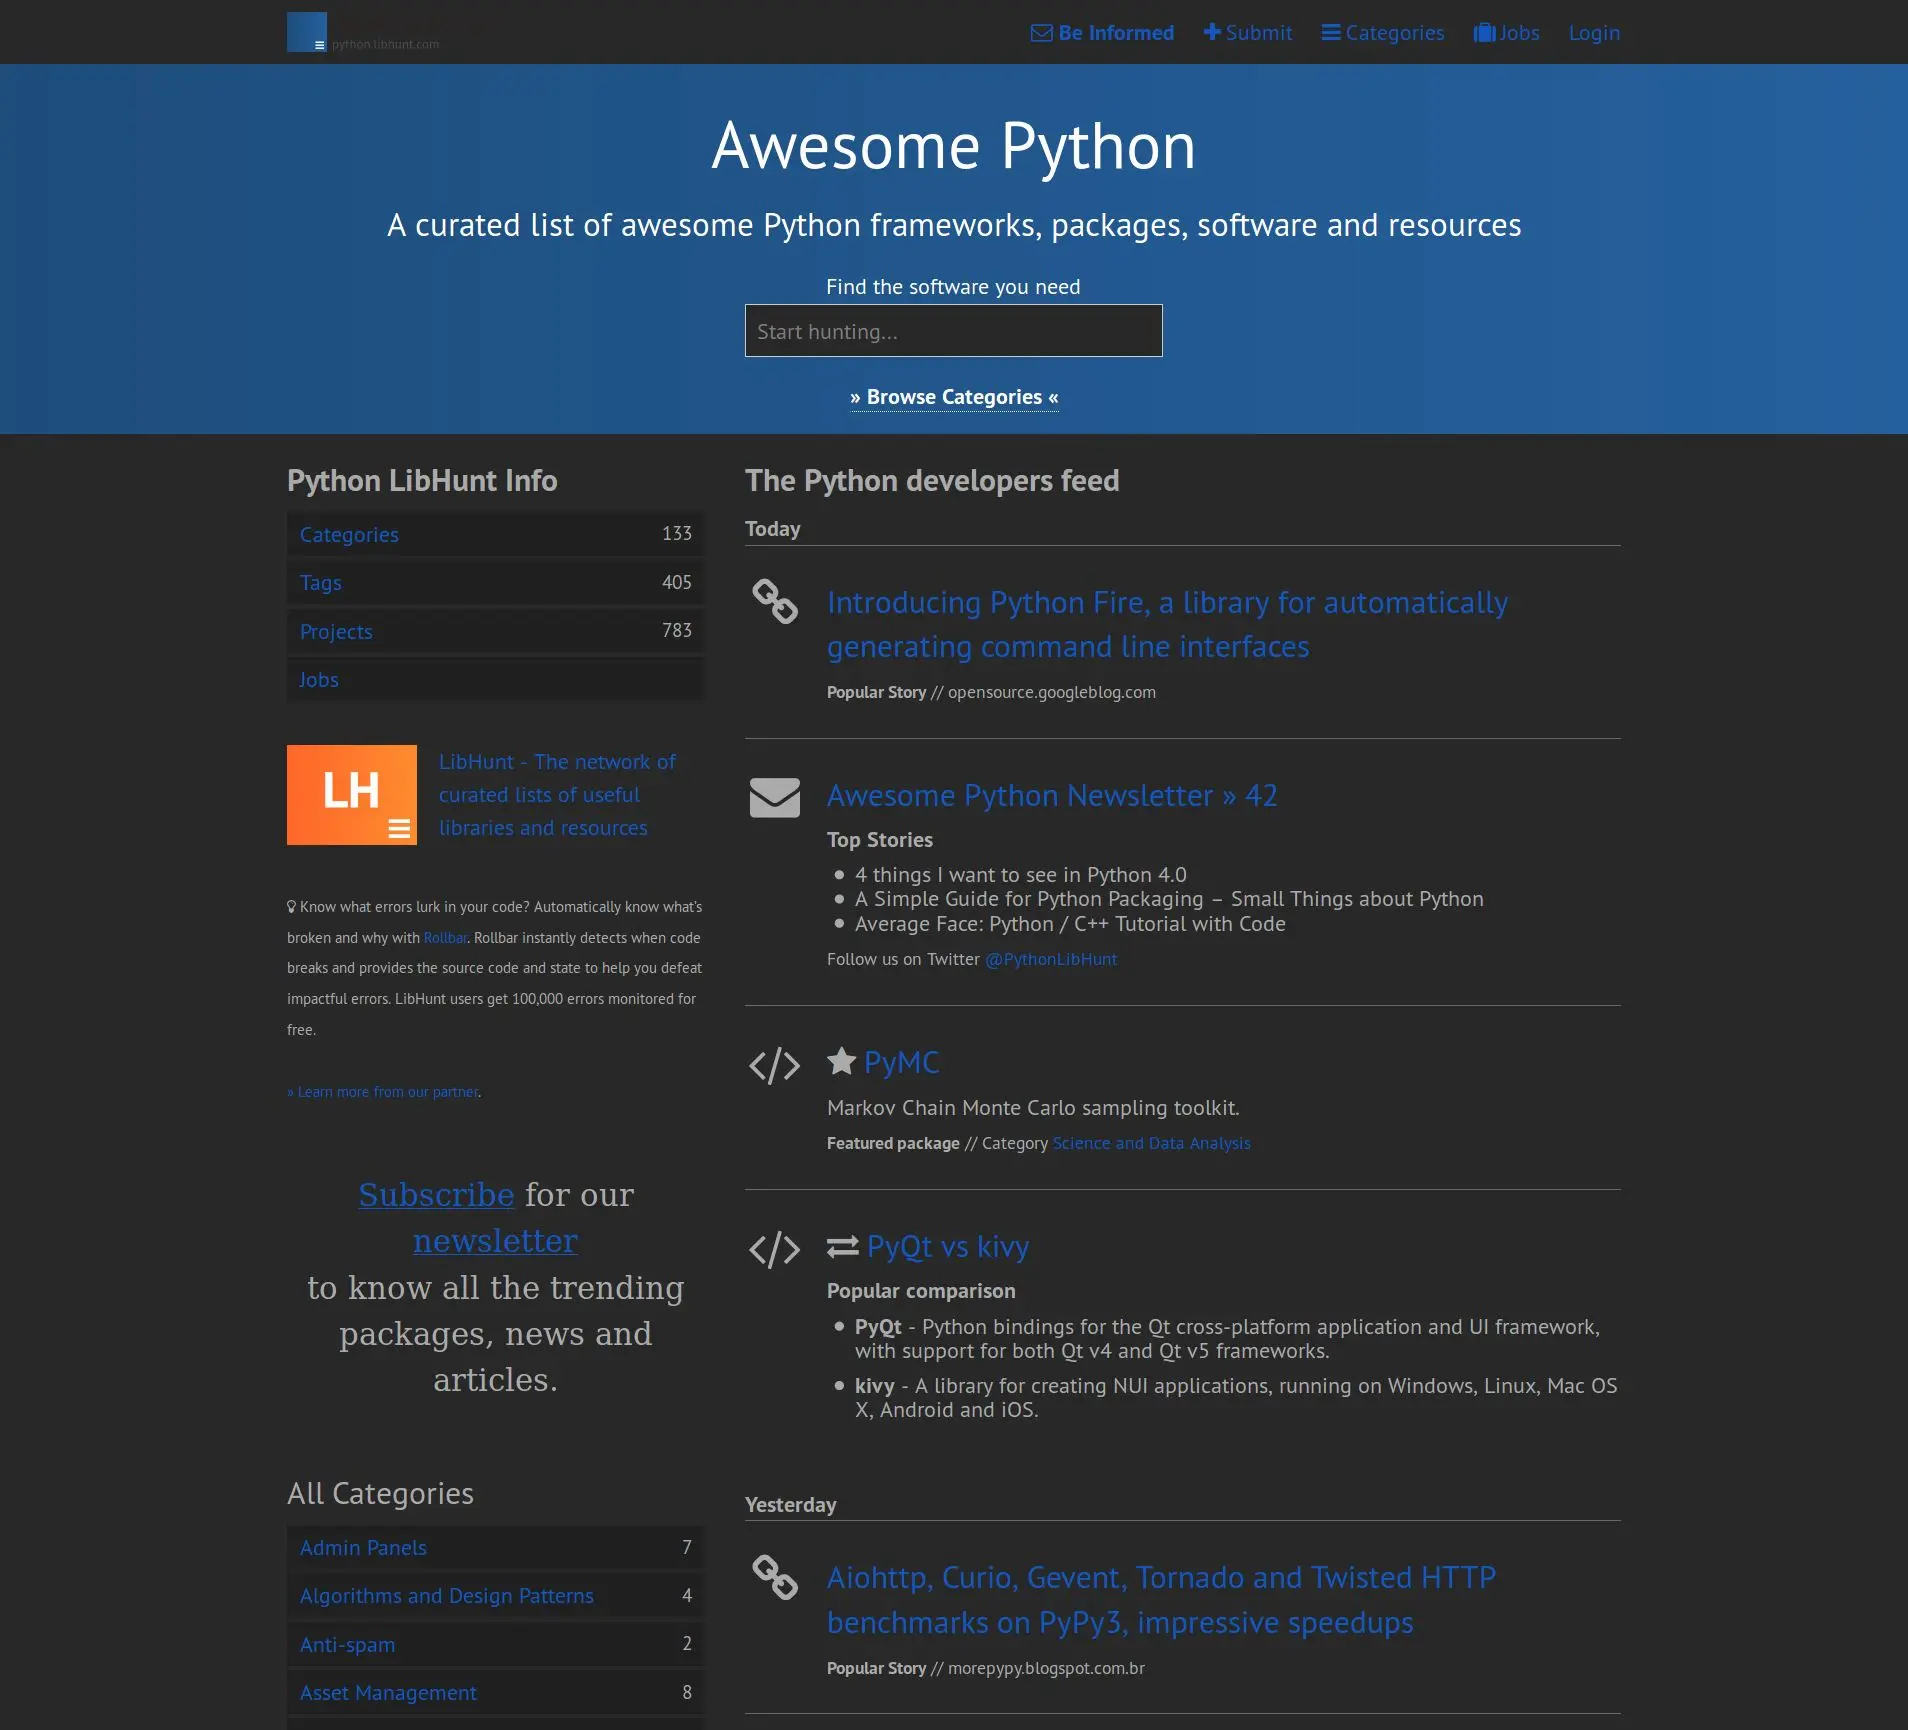 python.libhunt.com
Be Informed
Submit
Categories
Jobs
Login
Awesome Python
A curated list of awesome Python frameworks, packages, software and resources
Find the software you need
Start hunting...
» Browse Categories «
Python LibHunt Info
Categories 133
Tags 405
Projects 783
Jobs
LH
LibHunt - The network of
curated lists of useful
libraries and resources
Know what errors lurk in your code? Automatically know what's
broken and why with Rollbar. Rollbar instantly detects when code
breaks and provides the source code and state to help you defeat
impactful errors. LibHunt users get 100,000 errors monitored for
free.
» Learn more from our partner.
Subscribe for our
newsletter
to know all the trending
packages, news and
articles.
All Categories
Admin Panels 7
Algorithms and Design Patterns 4
Anti-spam 2
Asset Management 8
The Python developers feed
Today
Introducing Python Fire, a library for automatically
generating command line interfaces
Popular Story // opensource.googleblog.com
Awesome Python Newsletter » 42
Top Stories
4 things I want to see in Python 4.0
A Simple Guide for Python Packaging – Small Things about Python
Average Face: Python / C++ Tutorial with Code
Follow us on Twitter @PythonLibHunt
PyMC
Markov Chain Monte Carlo sampling toolkit.
Featured package // Category Science and Data Analysis
PyQt vs kivy
Popular comparison
PyQt - Python bindings for the Qt cross-platform application and UI framework,
with support for both Qt v4 and Qt v5 frameworks.
kivy - A library for creating NUI applications, running on Windows, Linux, Mac OS
X, Android and iOS.
Yesterday
Aiohttp, Curio, Gevent, Tornado and Twisted HTTP
benchmarks on PyPy3, impressive speedups
Popular Story // morepypy.blogspot.com.br